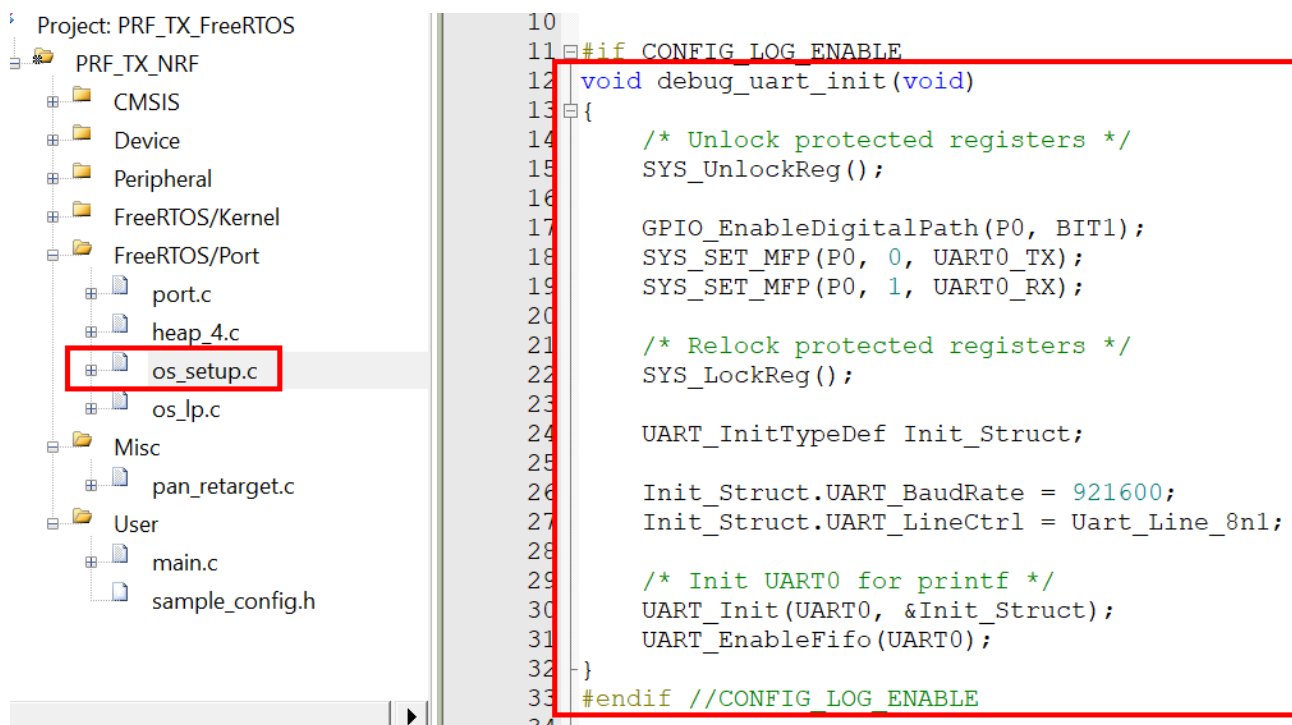 Project: PRF_TX_FreeRTOS
PRF_TX_NRF
CMSIS
Device
Peripheral
FreeRTOS/Kernel
FreeRTOS/Port
port.c
heap_4.c
os_setup.c
os_lp.c
Misc
pan_retarget.c
User
main.c
sample_config.h
10
11 #if CONFIG_LOG_ENABLE
12 void debug_uart_init(void)
13 {
14 /* Unlock protected registers */
15 SYS_UnlockReg();
16
17 GPIO_EnableDigitalPath(P0, BIT1);
18 SYS_SET_MFP(P0, 0, UART0_TX);
19 SYS_SET_MFP(P0, 1, UART0_RX);
20
21 /* Relock protected registers */
22 SYS_LockReg();
23
24 UART_InitTypeDef Init_Struct;
25
26 Init_Struct.UART_BaudRate = 921600;
27 Init_Struct.UART_LineCtrl = Uart_Line_8n1;
28
29 /* Init UART0 for printf */
30 UART_Init(UART0, &Init_Struct);
31 UART_EnableFifo(UART0);
32 }
33 #endif //CONFIG_LOG_ENABLE
34